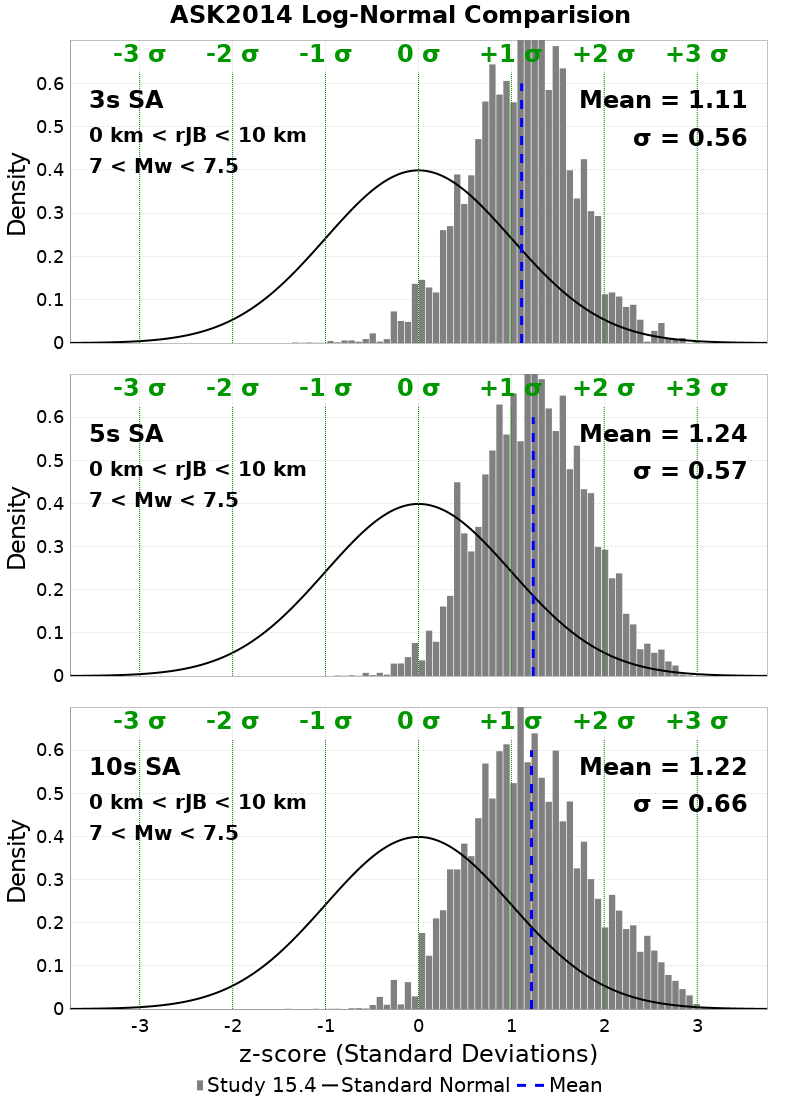 ASK2014 Log-Normal Comparision
-3 σ -2 σ -1 σ 0 σ +1 σ +2 σ +3 σ
3s SA
0 km < rJB < 10 km
7 < Mw < 7.5
Mean = 1.11
σ = 0.56
Density
0.6
0.5
0.4
0.3
0.2
0.1
0
-3 σ -2 σ -1 σ 0 σ +1 σ +2 σ +3 σ
5s SA
0 km < rJB < 10 km
7 < Mw < 7.5
Mean = 1.24
σ = 0.57
Density
0.6
0.5
0.4
0.3
0.2
0.1
0
-3 σ -2 σ -1 σ 0 σ +1 σ +2 σ +3 σ
10s SA
0 km < rJB < 10 km
7 < Mw < 7.5
Mean = 1.22
σ = 0.66
Density
0.6
0.5
0.4
0.3
0.2
0.1
0
-3 -2 -1 0 1 2 3
z-score (Standard Deviations)
Study 15.4 Standard Normal Mean